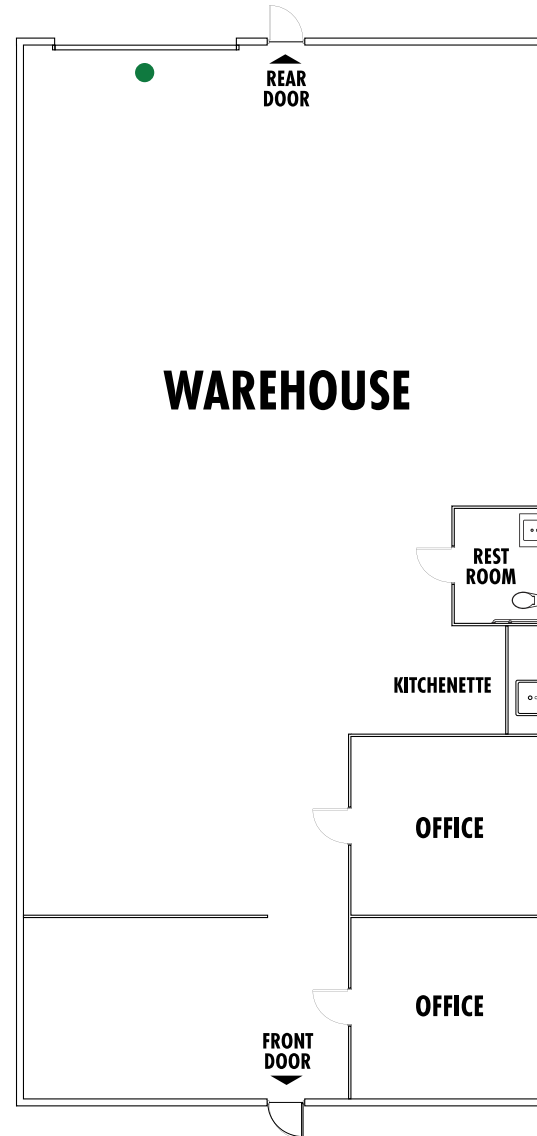 REAR
DOOR
WAREHOUSE
REST
ROOM
KITCHENETTE
OFFICE
OFFICE
FRONT
DOOR